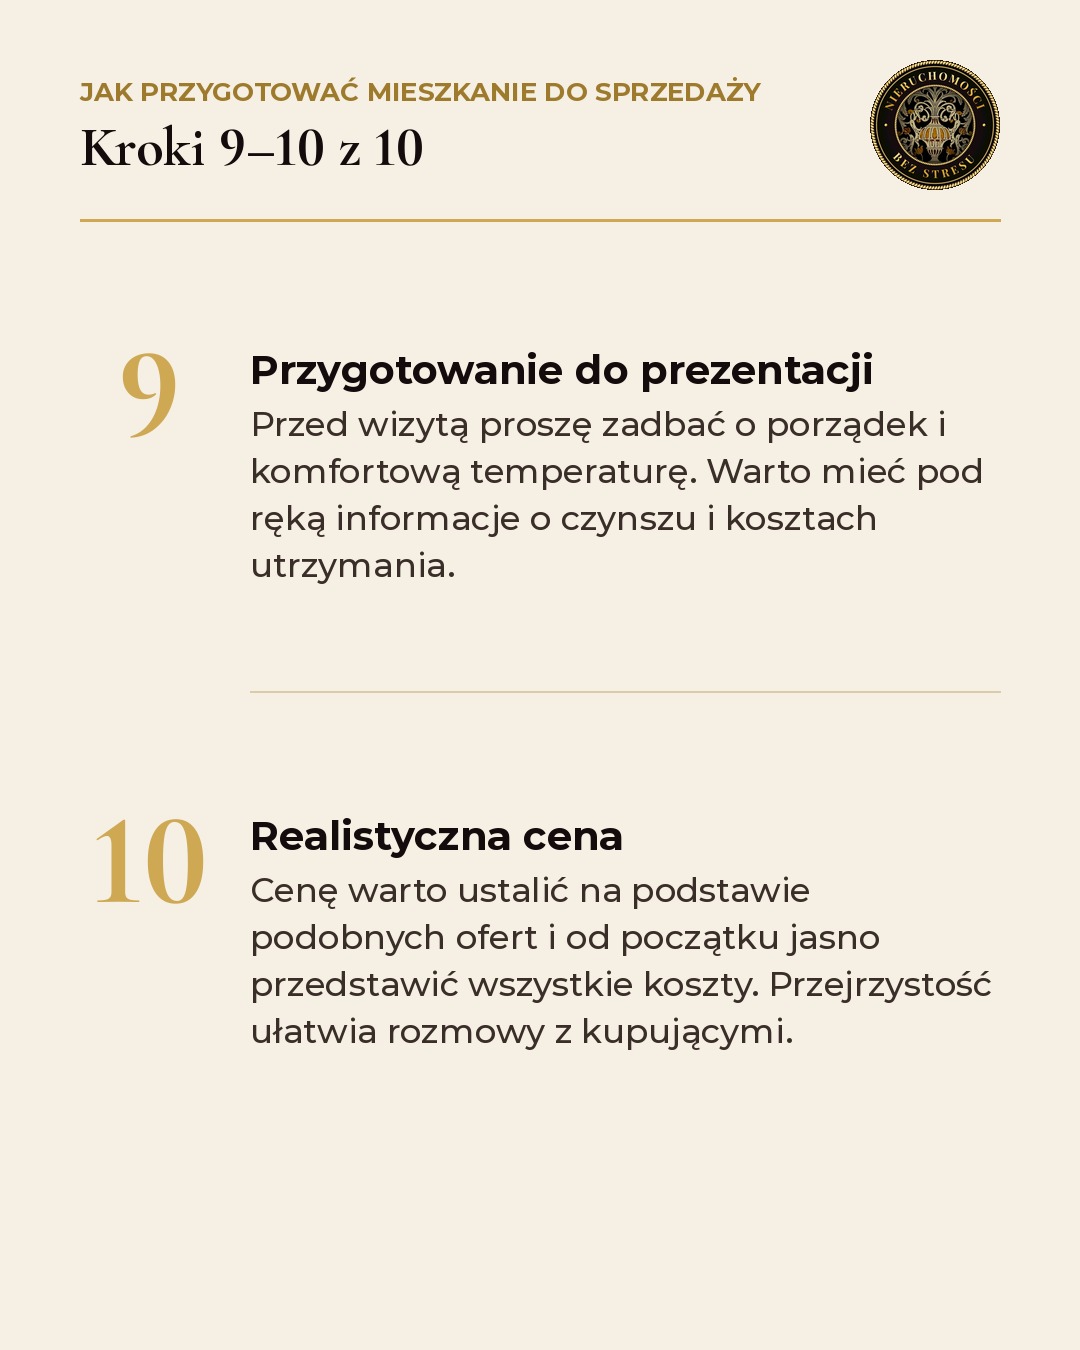 JAK PRZYGOTOWAĆ MIESZKANIE DO SPRZEDAŻY
Kroki 9–10 z 10
NIERUCHOMOŚCI
BEZ STRESU
9
Przygotowanie do prezentacji
Przed wizytą proszę zadbać o porządek i
komfortową temperaturę. Warto mieć pod
ręką informacje o czynszu i kosztach
utrzymania.
10
Realistyczna cena
Cenę warto ustalić na podstawie
podobnych ofert i od początku jasno
przedstawić wszystkie koszty. Przejrzystość
ułatwia rozmowy z kupującymi.